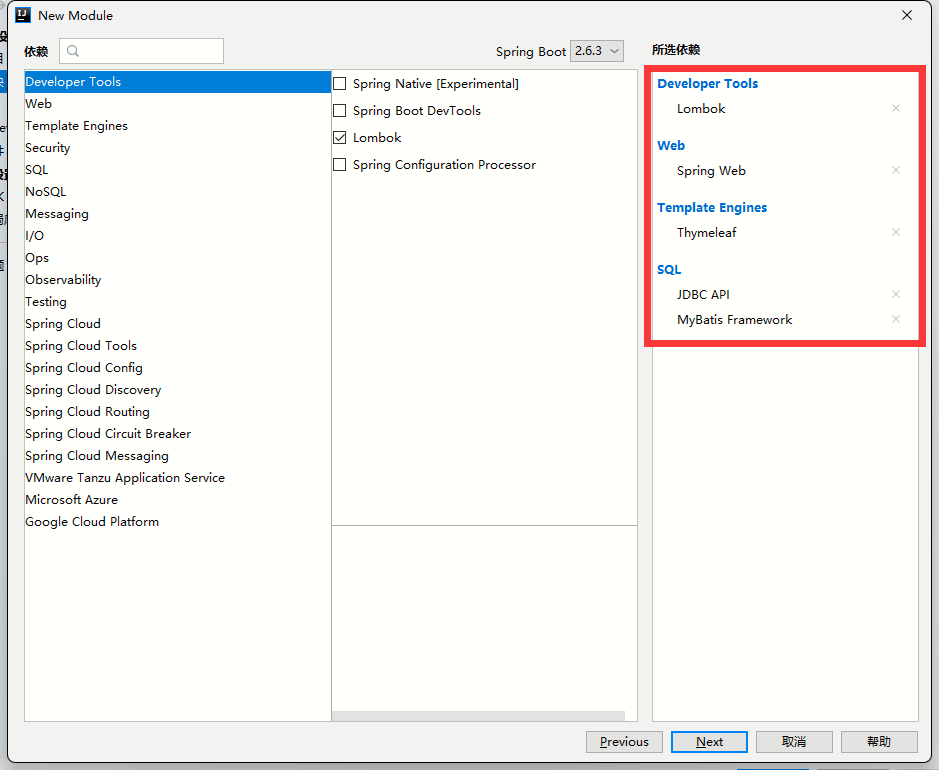 New Module
依赖
Spring Boot 2.6.3
所选依赖
Developer Tools
Web
Template Engines
Security
SQL
NoSQL
Messaging
I/O
Ops
Observability
Testing
Spring Cloud
Spring Cloud Tools
Spring Cloud Config
Spring Cloud Discovery
Spring Cloud Routing
Spring Cloud Circuit Breaker
Spring Cloud Messaging
VMware Tanzu Application Service
Microsoft Azure
Google Cloud Platform
Spring Native [Experimental]
Spring Boot DevTools
Lombok
Spring Configuration Processor
Developer Tools
Lombok
Web
Spring Web
Template Engines
Thymeleaf
SQL
JDBC API
MyBatis Framework
Previous
Next
取消
帮助